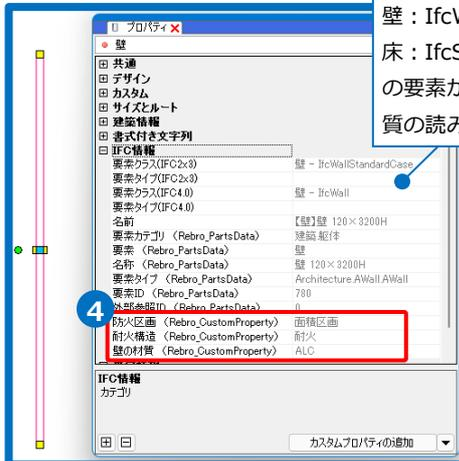 壁：Ifc
床：IfcS
の要素か
質の読み
プロパティ
壁
共通
デザイン
カスタム
サイズとルート
建築情報
書式付き文字列
IFC情報
要素クラス(IFC2x3) 壁 - IfcWallStandardCase
要素タイプ(IFC2x3)
要素クラス(IFC4.0) 壁 - IfcWall
要素タイプ(IFC4.0)
名前 【壁】壁 120×3200H
要素カテゴリ (Rebro_PartsData) 建築.躯体
要素 (Rebro_PartsData) 壁
名称 (Rebro_PartsData) 壁 120×3200H
要素タイプ (Rebro_PartsData) Architecture.AWall.AWall
要素ID (Rebro_PartsData) 780
外部参照ID (Rebro_PartsData) 0
4
防火区画 (Rebro_CustomProperty) 面積区画
耐火構造 (Rebro_CustomProperty) 耐火
壁の材質 (Rebro_CustomProperty) ALC
IFC情報
カテゴリ
カスタムプロパティの追加